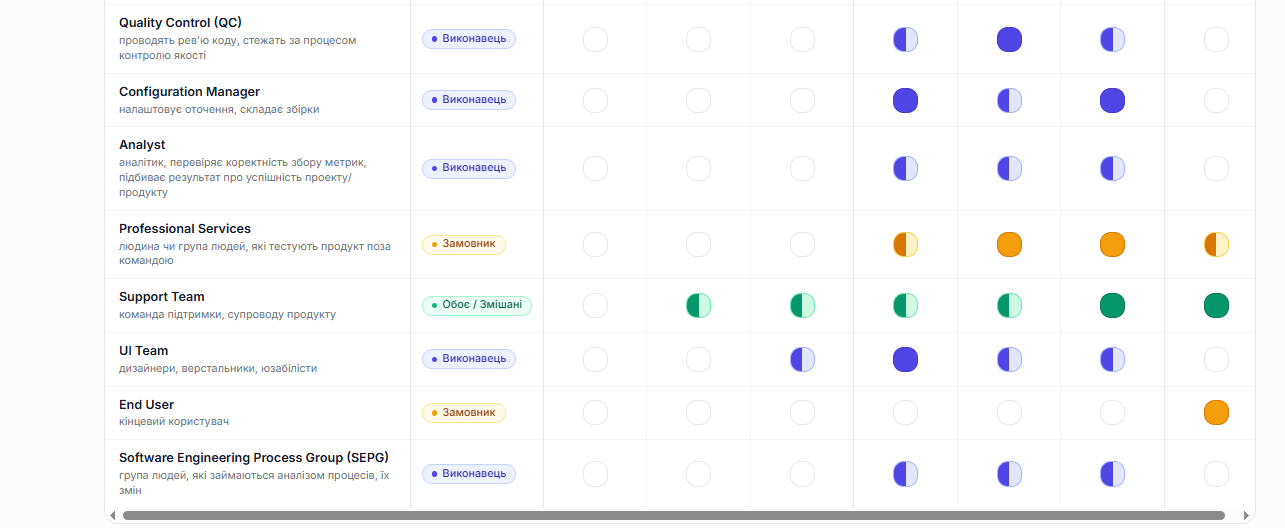 Quality Control (QC)
проводять рев'ю коду, стежать за процесом
контролю якості
Виконавець
Configuration Manager
налаштовує оточення, складає збірки
Виконавець
Analyst
аналітик, перевіряє коректність збору метрик,
підбиває результат про успішність проекту/
продукту
Виконавець
Professional Services
людина чи група людей, які тестують продукт поза
командою
Замовник
Support Team
команда підтримки, супроводу продукту
Обоє / Змішані
UI Team
дизайнери, верстальники, юзабілісти
Виконавець
End User
кінцевий користувач
Замовник
Software Engineering Process Group (SEPG)
група людей, які займаються аналізом процесів, їх
змін
Виконавець